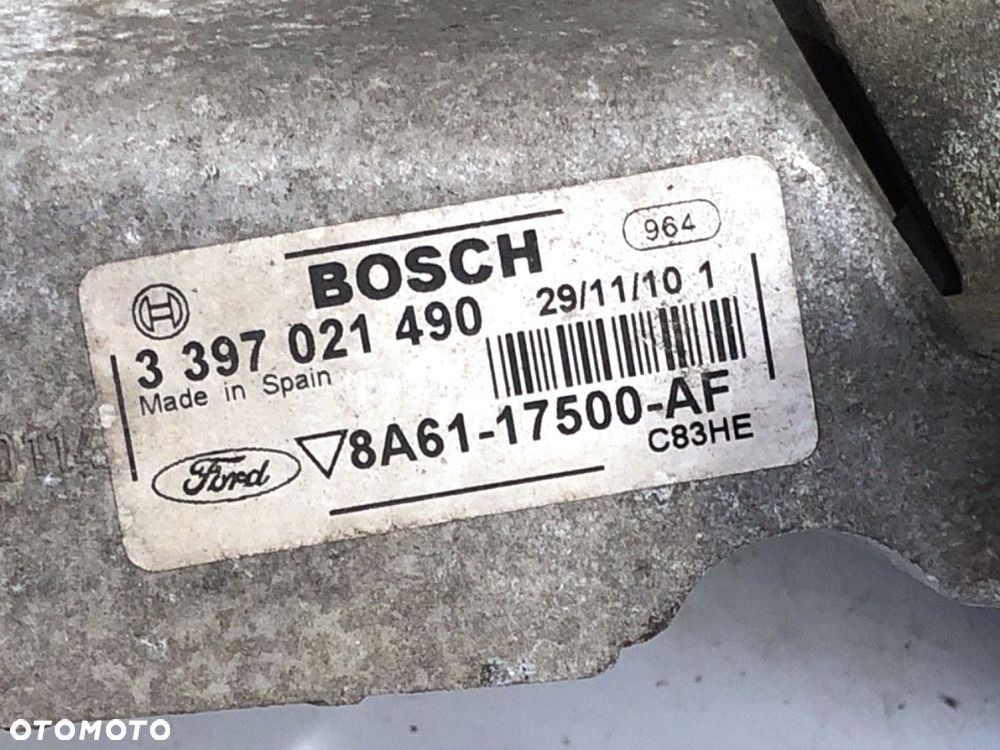 964
BOSCH
29/11/10 1
3 397 021 490
Made in Spain
Ford
8A61-17500-AF
C83HE
OTOMOTO